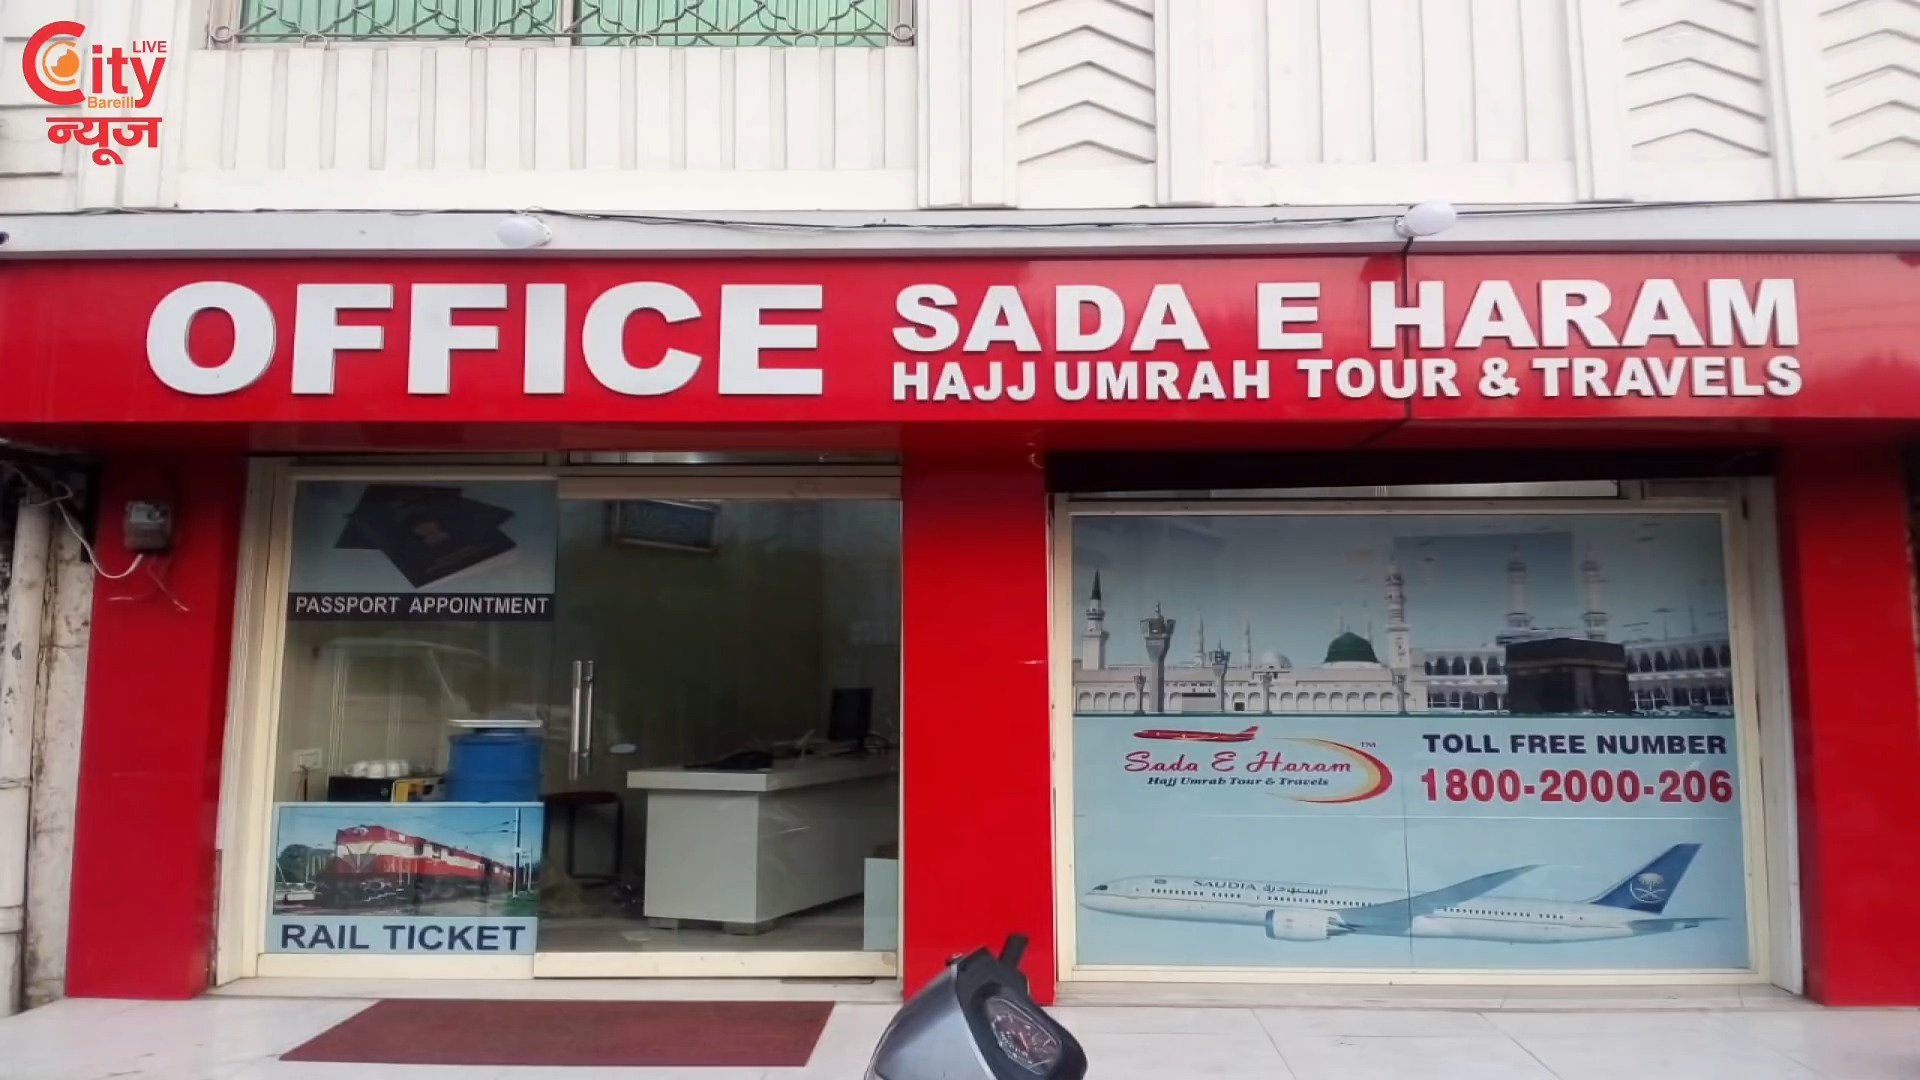 City LIVE
Bareill
न्यूज
OFFICE
SADA E HARAM
HAJJ UMRAH TOUR & TRAVELS
PASSPORT APPOINTMENT
RAIL TICKET
Sada E Haram ™
Hajj Umrah Tour & Travels
TOLL FREE NUMBER
1800-2000-206
SAUDIA السعودية